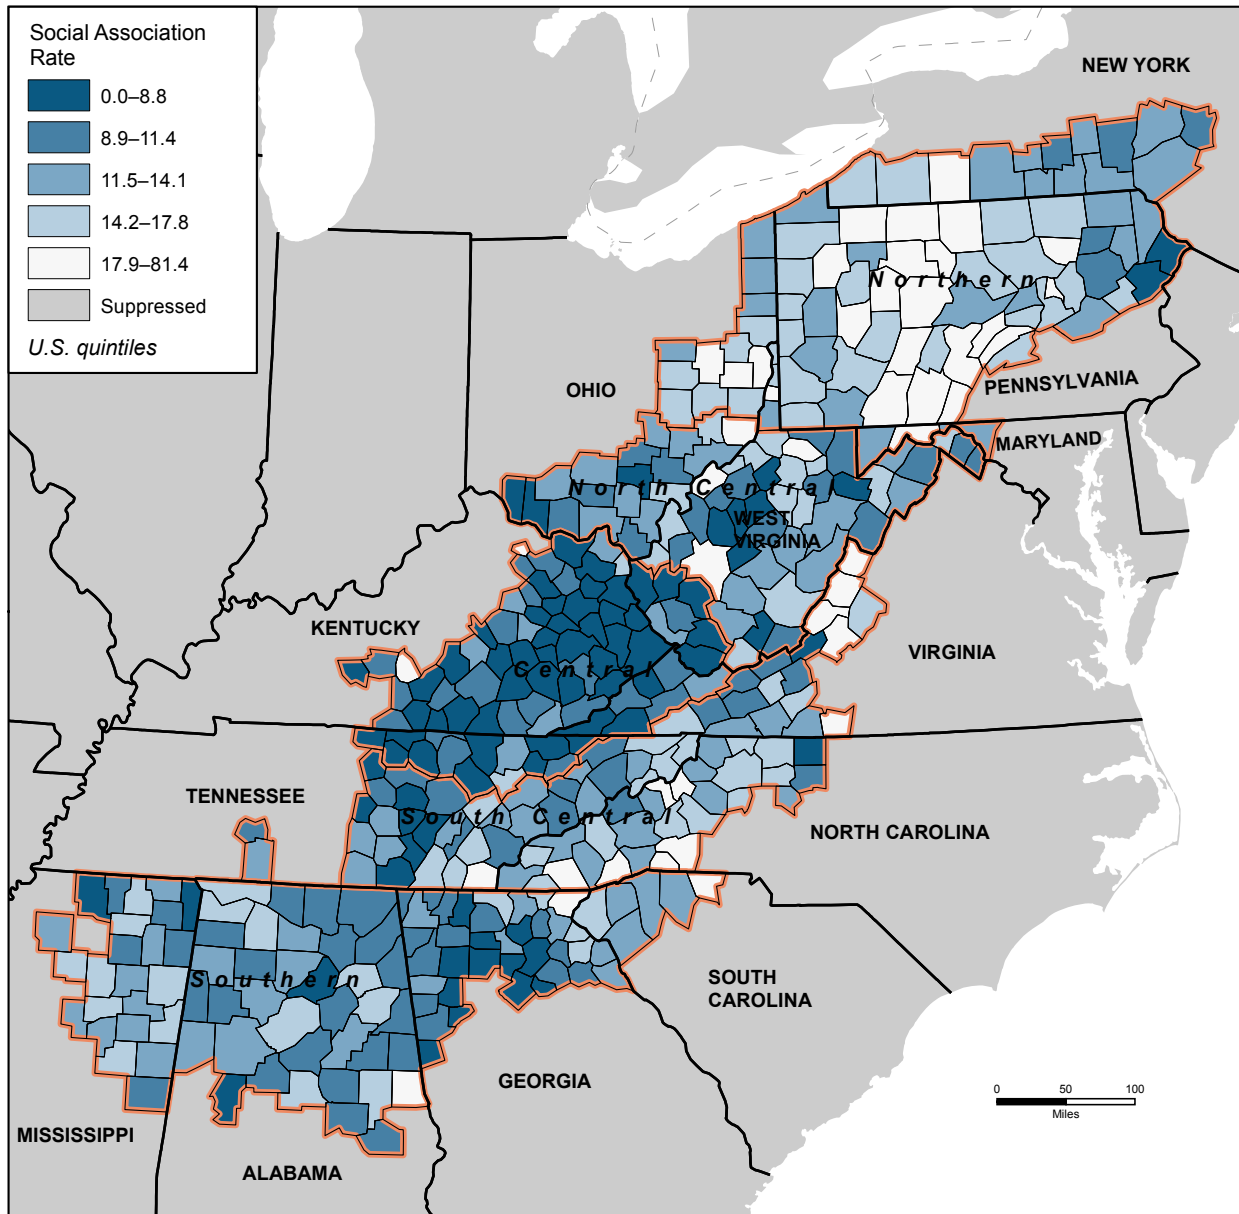 Social Association
Rate
0.0–8.8
8.9–11.4
11.5–14.1
14.2–17.8
17.9–81.4
Suppressed
U.S. quintiles
NEW YORK
Northern
PENNSYLVANIA
OHIO
MARYLAND
North Central
WEST
VIRGINIA
KENTUCKY
VIRGINIA
Central
TENNESSEE
South Central
NORTH CAROLINA
Southern
SOUTH
CAROLINA
GEORGIA
0 50 100
Miles
MISSISSIPPI
ALABAMA